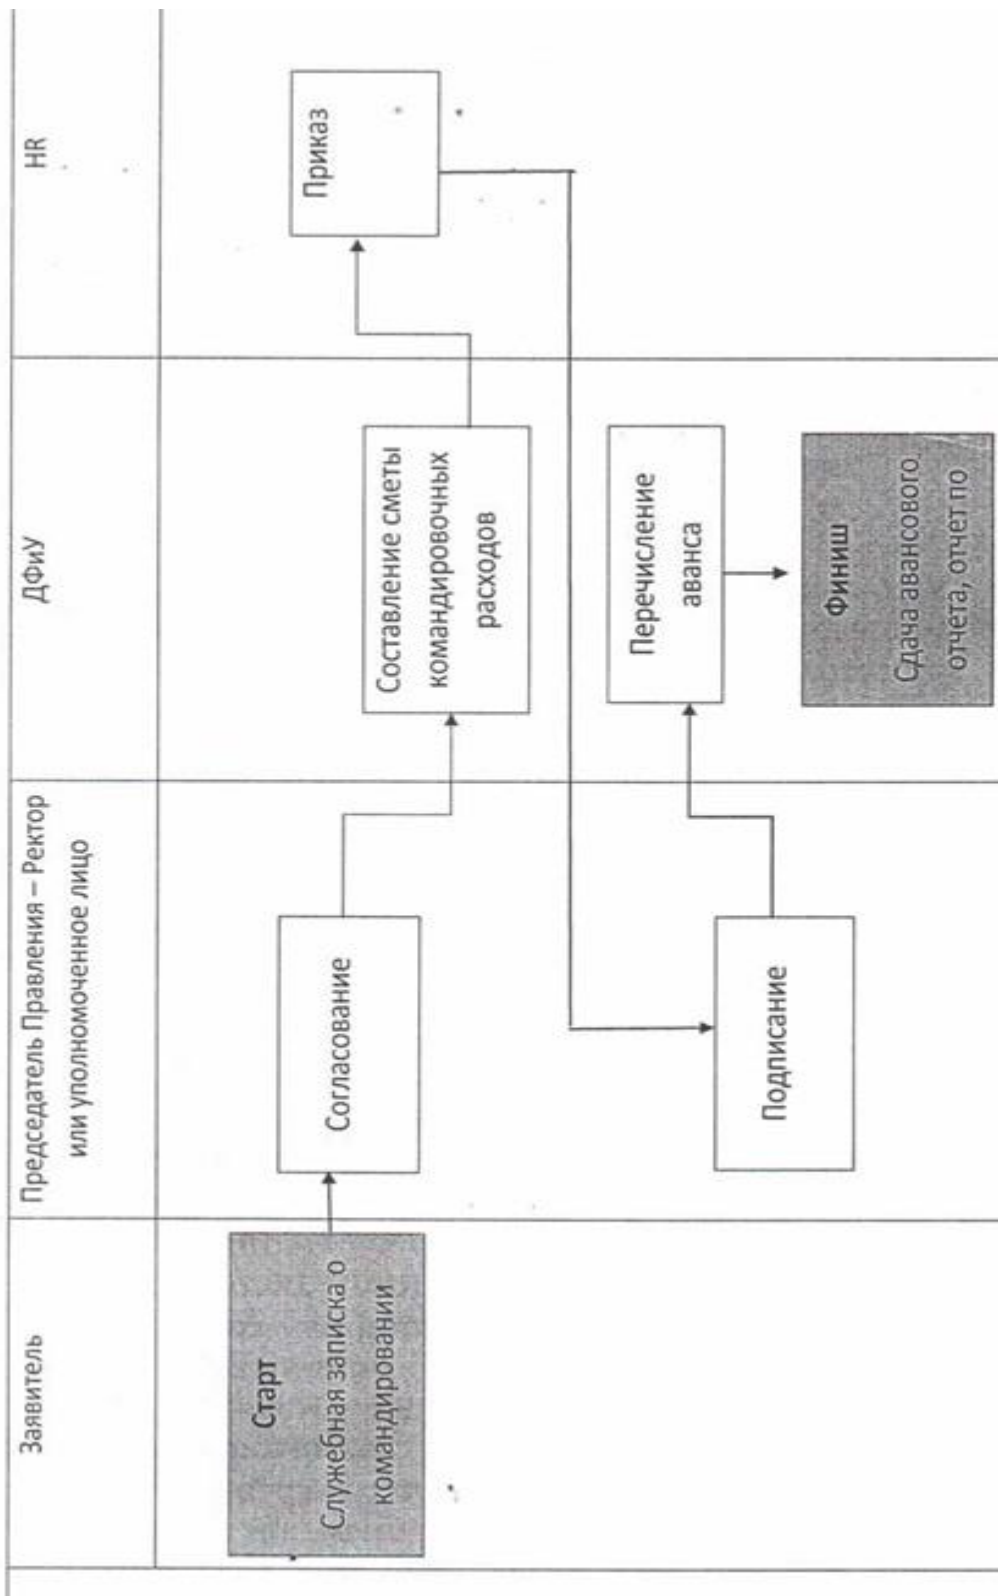 Заявитель
Председатель Правления – Ректор
или уполномоченное лицо
ДФиУ
HR
Старт
Служебная записка о
командировании
Согласование
Составление сметы
командировочных
расходов
Приказ
Подписание
Перечисление
аванса
Финиш
Сдача авансового
отчета, отчет по